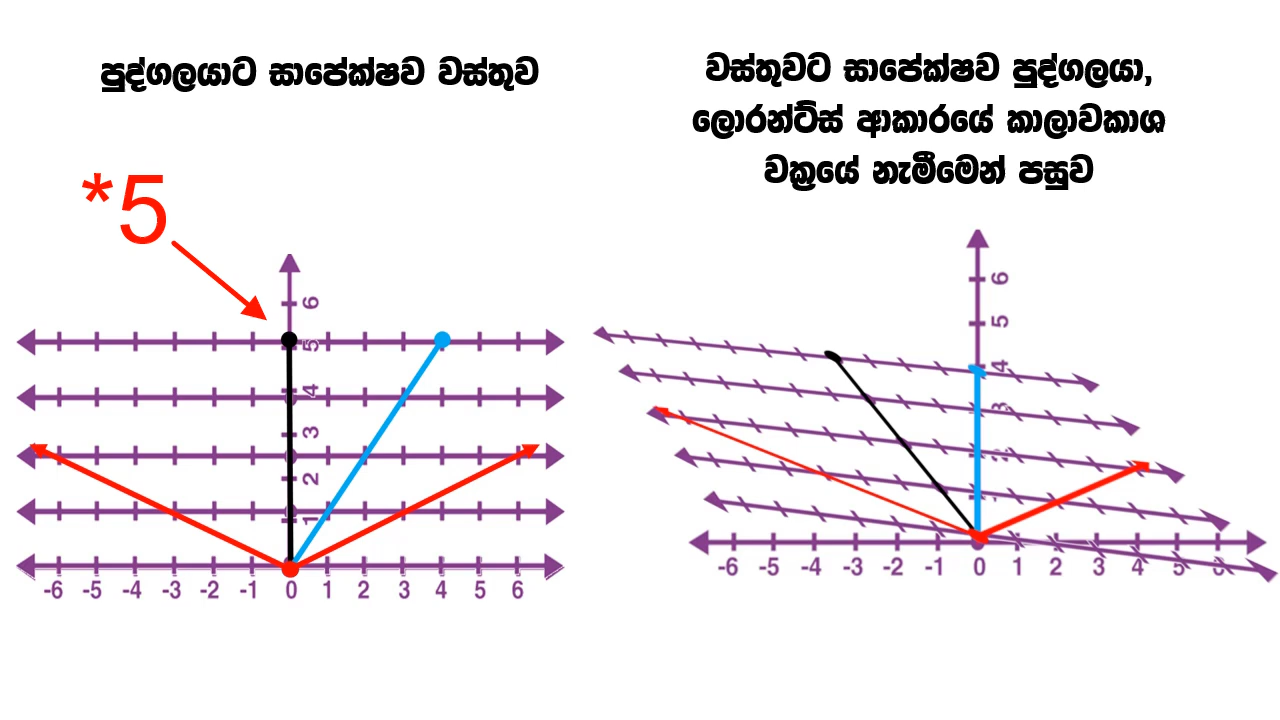 පුද්ගලයාට සාපේක්ෂව වස්තුව
වස්තුවට සාපේක්ෂව පුද්ගලයා,
ලොරන්ට්ස් ආකාරයේ කාලාවකාශ
වක්‍රයේ නැමීමෙන් පසුව
*5
6
5
4
3
2
1
-6 -5 -4 -3 -2 -1 0 1 2 3 4 5 6
6
5
4
3
2
-6 -5 -4 -3 -2 -1 0 1 2 3 4 5